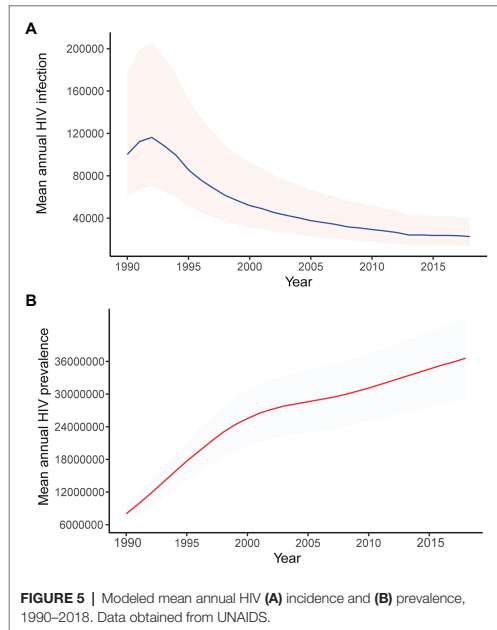 A
Mean annual HIV infection
200000
160000
120000
80000
40000
1990
1995
2000
2005
2010
2015
Year
B
Mean annual HIV prevalence
36000000
30000000
24000000
18000000
12000000
6000000
1990
1995
2000
2005
2010
2015
Year
FIGURE 5 | Modeled mean annual HIV (A) incidence and (B) prevalence,
1990–2018. Data obtained from UNAIDS.